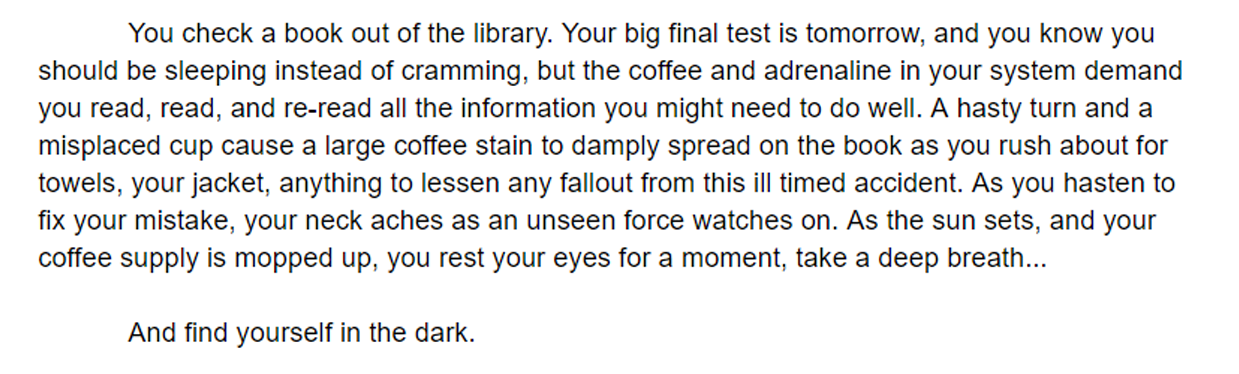 You check a book out of the library. Your big final test is tomorrow, and you know you
should be sleeping instead of cramming, but the coffee and adrenaline in your system demand
you read, read, and re-read all the information you might need to do well. A hasty turn and a
misplaced cup cause a large coffee stain to damply spread on the book as you rush about for
towels, your jacket, anything to lessen any fallout from this ill timed accident. As you hasten to
fix your mistake, your neck aches as an unseen force watches on. As the sun sets, and your
coffee supply is mopped up, you rest your eyes for a moment, take a deep breath...
And find yourself in the dark.